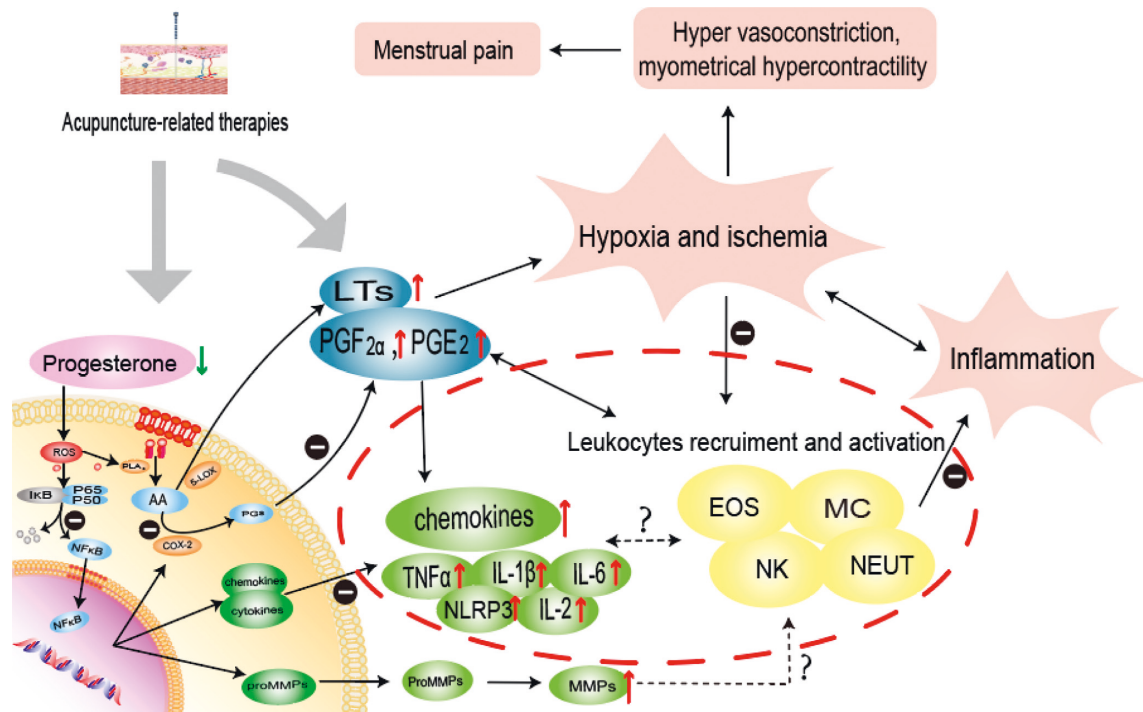 Menstrual pain
Hyper vasoconstriction,
myometrical hypercontractility
Acupuncture-related therapies
Hypoxia and ischemia
LTs
PGF2α, PGE2
Progesterone
Inflammation
Leukocytes recruiment and activation
ROS
PLA₂
5-LOX
IκB
P65
P50
AA
PGs
COX-2
NFκB
NFκB
chemokines
cytokines
proMMPs
ProMMPs
MMPs
chemokines
TNFα
IL-1β
IL-6
NLRP3
IL-2
?
EOS
MC
NK
NEUT
?